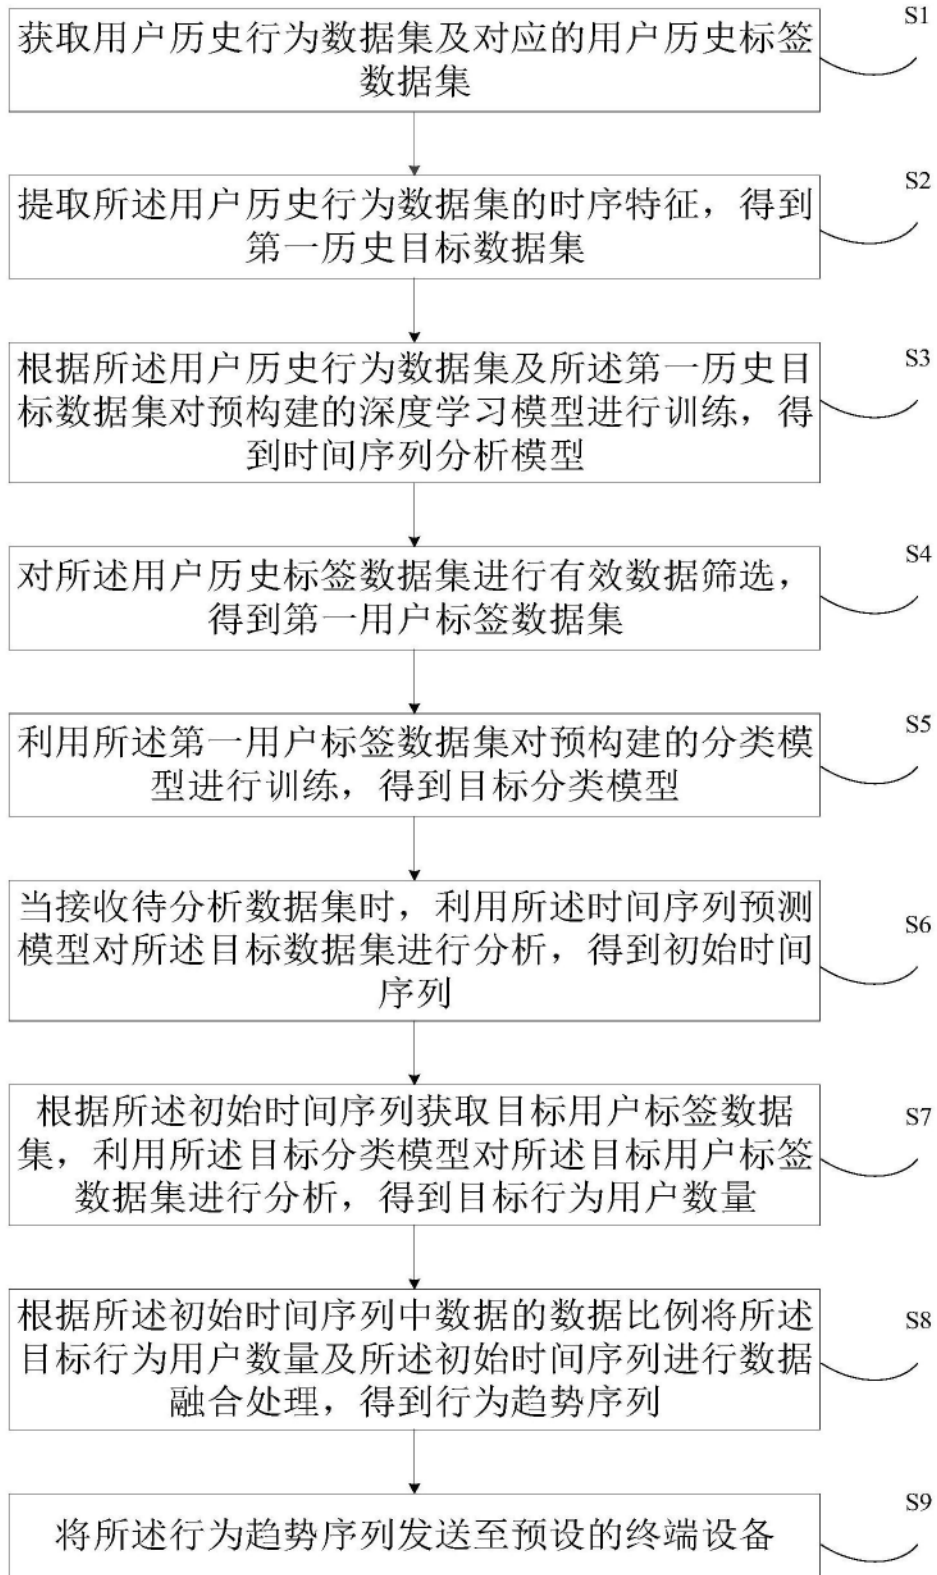 S1
获取用户历史行为数据集及对应的用户历史标签
数据集
S2
提取所述用户历史行为数据集的时序特征，得到
第一历史目标数据集
S3
根据所述用户历史行为数据集及所述第一历史目
标数据集对预构建的深度学习模型进行训练，得
到时间序列分析模型
S4
对所述用户历史标签数据集进行有效数据筛选，
得到第一用户标签数据集
S5
利用所述第一用户标签数据集对预构建的分类模
型进行训练，得到目标分类模型
S6
当接收待分析数据集时，利用所述时间序列预测
模型对所述目标数据集进行分析，得到初始时间
序列
S7
根据所述初始时间序列获取目标用户标签数据
集，利用所述目标分类模型对所述目标用户标签
数据集进行分析，得到目标行为用户数量
S8
根据所述初始时间序列中数据的数据比例将所述
目标行为用户数量及所述初始时间序列进行数据
融合处理，得到行为趋势序列
S9
将所述行为趋势序列发送至预设的终端设备